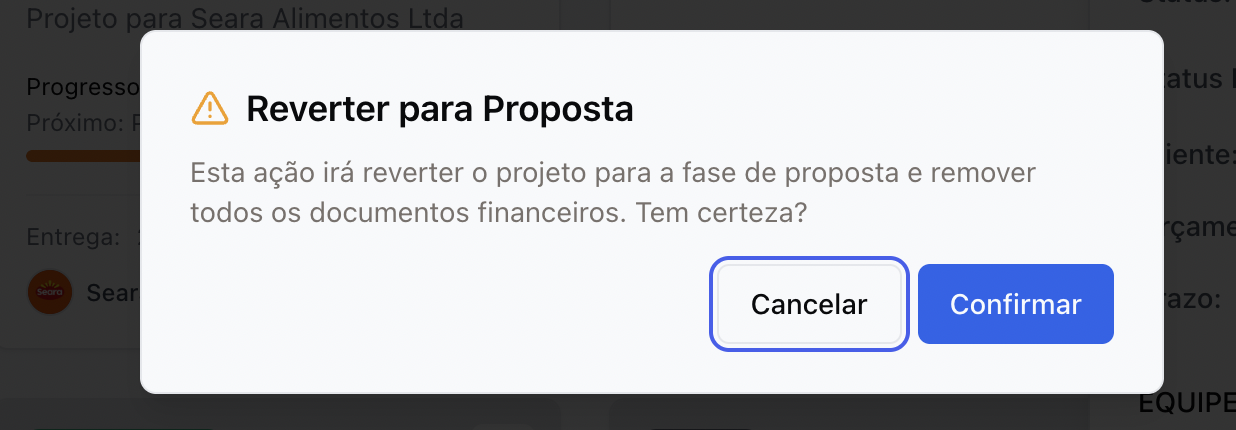 Projeto para Seara Alimentos Ltda
Reverter para Proposta
Progresso
Próximo:
Esta ação irá reverter o projeto para a fase de proposta e remover
todos os documentos financeiros. Tem certeza?
Entrega:
Seara
Cancelar
Confirmar
EQUIPE